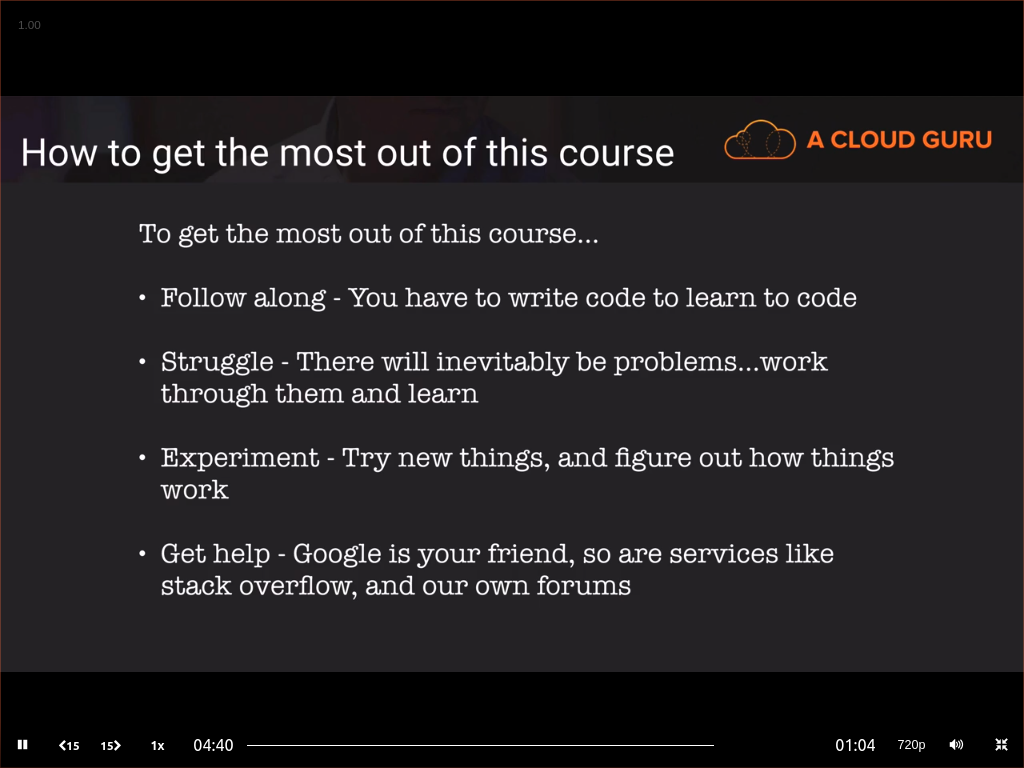 1.00
How to get the most out of this course
A CLOUD GURU
To get the most out of this course...
• Follow along - You have to write code to learn to code
• Struggle - There will inevitably be problems...work
through them and learn
• Experiment - Try new things, and figure out how things
work
• Get help - Google is your friend, so are services like
stack overflow, and our own forums
15 15 1x 04:40 01:04 720p